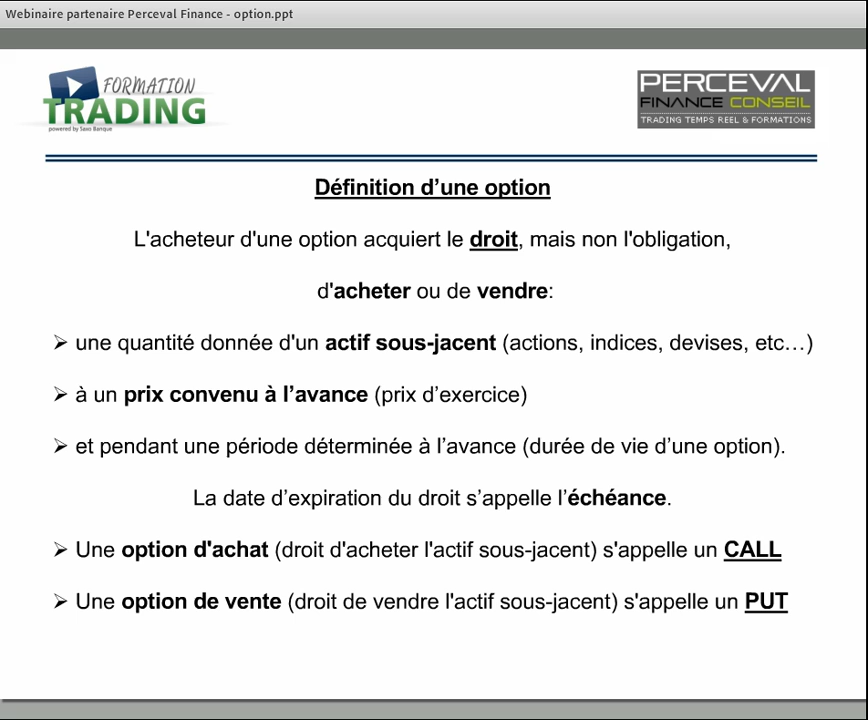 Webinaire partenaire Perceval Finance - option.ppt
FORMATION
TRADING
powered by Saxo Banque
PERCEVAL
FINANCE CONSEIL
TRADING TEMPS REEL & FORMATIONS
Définition d’une option
L'acheteur d'une option acquiert le droit, mais non l'obligation,
d'acheter ou de vendre:
➢ une quantité donnée d'un actif sous-jacent (actions, indices, devises, etc…)
➢ à un prix convenu à l’avance (prix d’exercice)
➢ et pendant une période déterminée à l’avance (durée de vie d’une option).
La date d’expiration du droit s’appelle l’échéance.
➢ Une option d'achat (droit d'acheter l'actif sous-jacent) s'appelle un CALL
➢ Une option de vente (droit de vendre l'actif sous-jacent) s'appelle un PUT